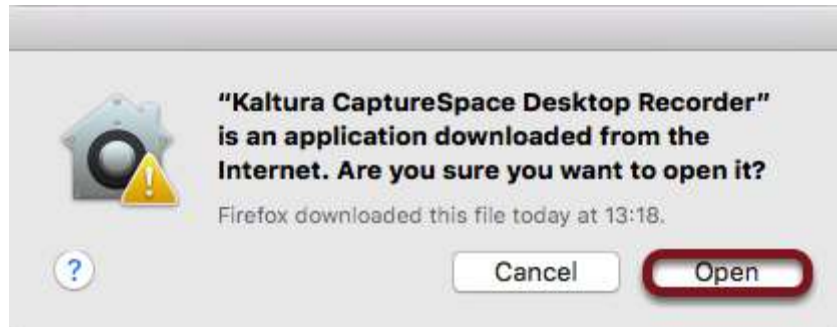 “Kaltura CaptureSpace Desktop Recorder”
is an application downloaded from the
Internet. Are you sure you want to open it?
Firefox downloaded this file today at 13:18.
?
Cancel
Open